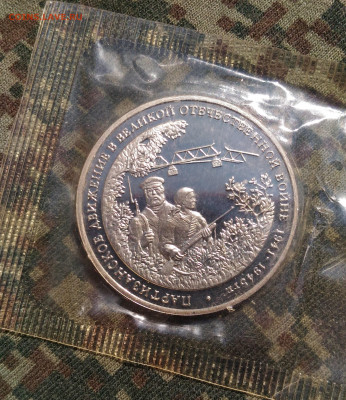 ПАРТИЗАНСКОЕ ДВИЖЕНИЕ В ВЕЛИКОЙ ОТЕЧЕСТВЕННОЙ ВОЙНЕ 1941-1945 гг.